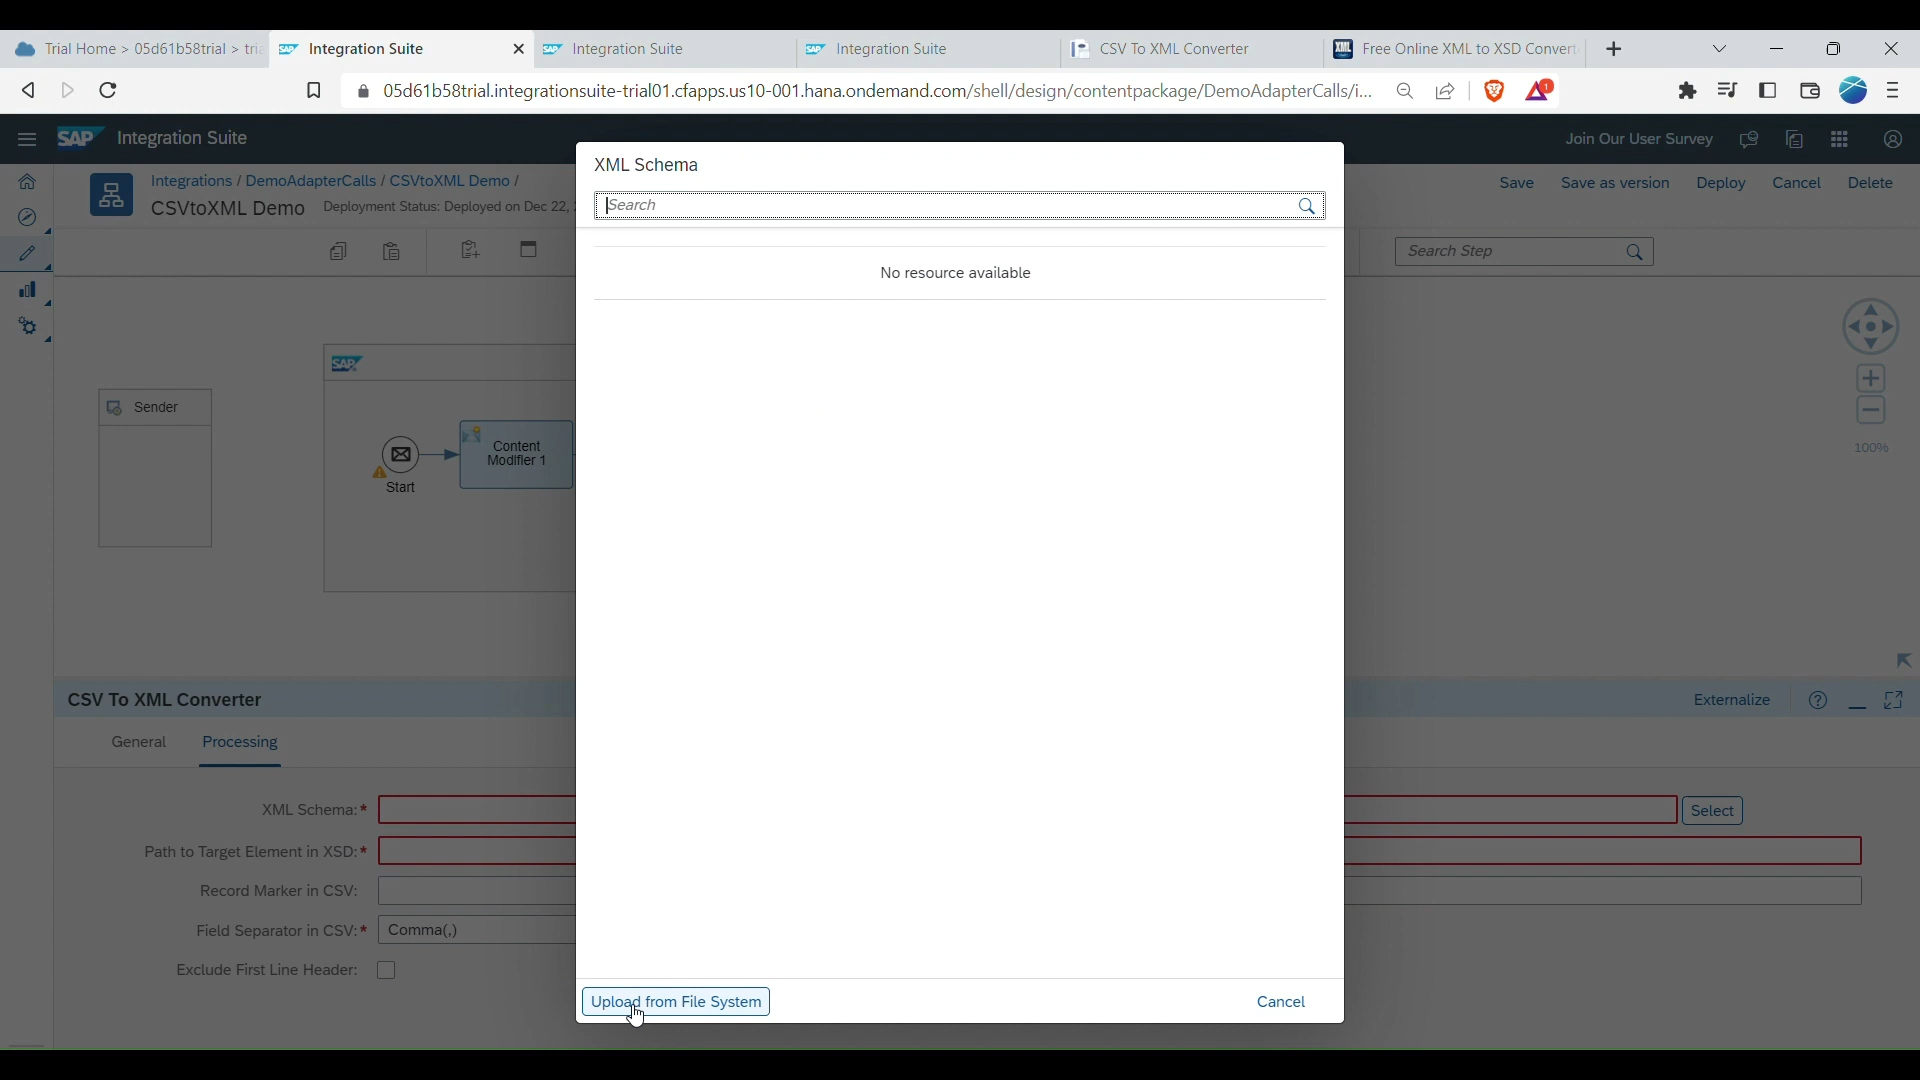 Trial Home > 05d61b58trial > tria
Integration Suite
Integration Suite
Integration Suite
CSV To XML Converter
Free Online XML to XSD Convert
05d61b58trial.integrationsuite-trial01.cfapps.us10-001.hana.ondemand.com/shell/design/contentpackage/DemoAdapterCalls/i...
SAP Integration Suite
Join Our User Survey
XML Schema
Search
No resource available
Upload from File System
Cancel
Integrations / DemoAdapterCalls / CSVtoXML Demo /
CSVtoXML Demo
Deployment Status: Deployed on Dec 22,
Save
Save as version
Deploy
Cancel
Delete
Search Step
SAP
Sender
Content
Modifier 1
Start
100%
CSV To XML Converter
Externalize
General
Processing
XML Schema:*
Select
Path to Target Element in XSD:*
Record Marker in CSV:
Field Separator in CSV:*
Comma(,)
Exclude First Line Header: